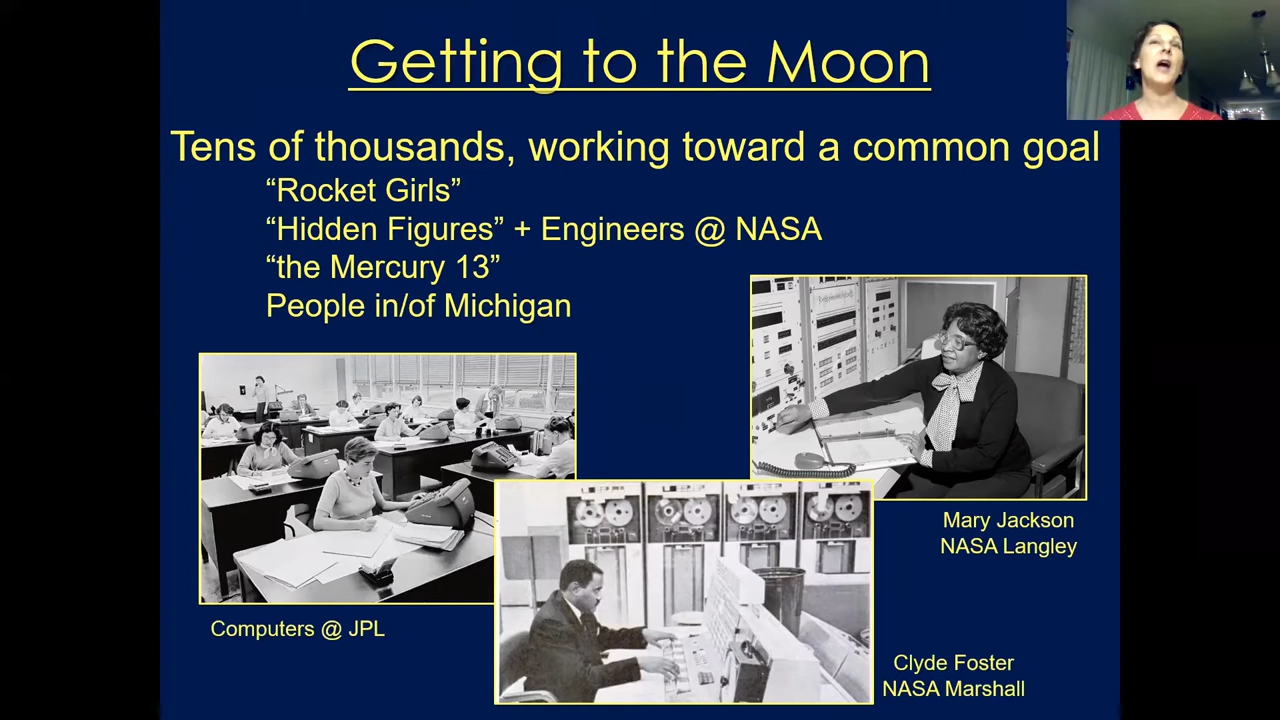 Getting to the Moon
Tens of thousands, working toward a common goal
“Rocket Girls”
“Hidden Figures” + Engineers @ NASA
“the Mercury 13”
People in/of Michigan
Mary Jackson
NASA Langley
Computers @ JPL
Clyde Foster
NASA Marshall